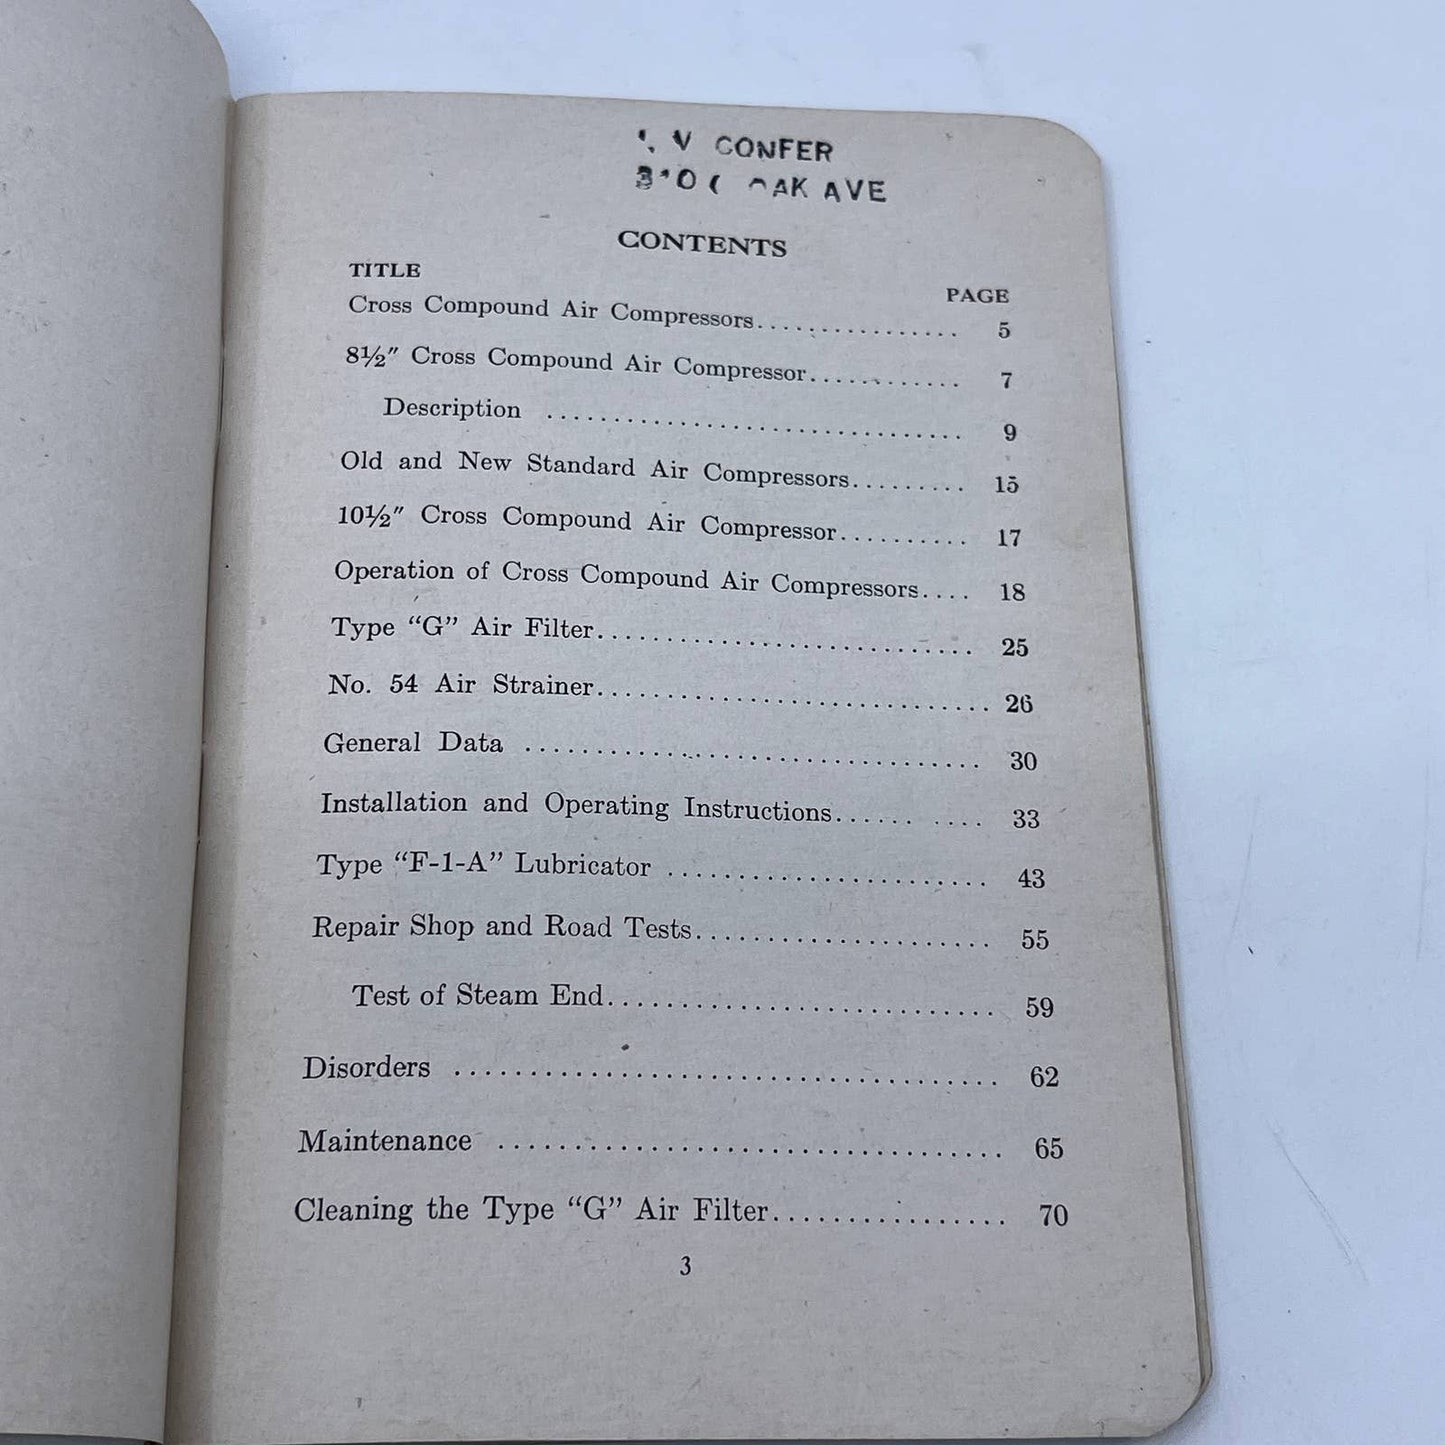 V CONFER
AK AVE
CONTENTS
TITLE PAGE
Cross Compound Air Compressors................ 5
8½" Cross Compound Air Compressor............ 7
Description ................................ 9
Old and New Standard Air Compressors......... 15
10½" Cross Compound Air Compressor.......... 17
Operation of Cross Compound Air Compressors.... 18
Type “G” Air Filter............................ 25
No. 54 Air Strainer.............................. 26
General Data .................................. 30
Installation and Operating Instructions...... .... 33
Type “F-1-A” Lubricator ........................ 43
Repair Shop and Road Tests...................... 55
Test of Steam End............................ 59
Disorders ...................................... 62
Maintenance .................................. 65
Cleaning the Type “G” Air Filter................ 70
3